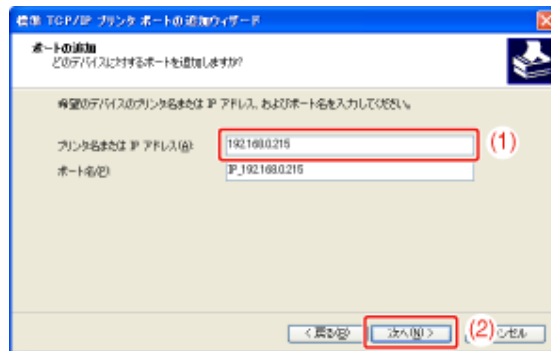 標準 TCP/IP プリンタ ポートの追加ウィザード
ポートの追加
どのデバイスに対するポートを追加しますか?
希望のデバイスのプリンタ名または IP アドレス、およびポート名を入力してください。
プリンタ名または IP アドレス(A):
192.168.0.215
(1)
ポート名(P):
IP_192.168.0.215
< 戻る(B)
次へ(N) >
(2)
ンセル